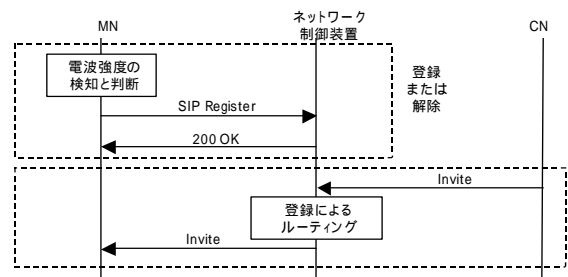 MN
ネットワーク
制御装置
CN
電波強度の
検知と判断
登録
または
解除
SIP Register
200 OK
Invite
登録による
ルーティング
Invite